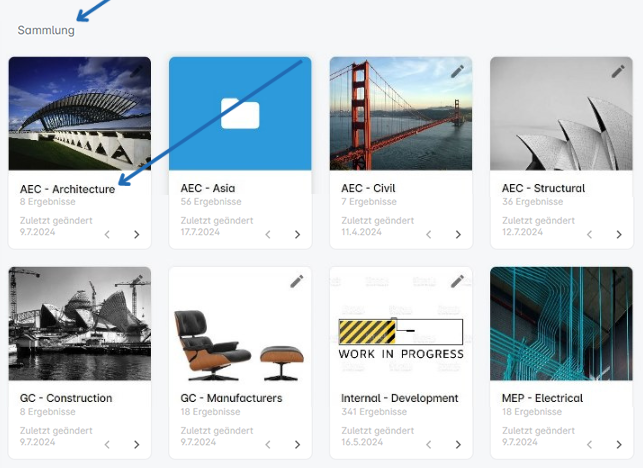 Sammlung
AEC - Architecture
8 Ergebnisse
Zuletzt geändert
9.7.2024
AEC - Asia
56 Ergebnisse
Zuletzt geändert
17.7.2024
AEC - Civil
7 Ergebnisse
Zuletzt geändert
11.4.2024
AEC - Structural
36 Ergebnisse
Zuletzt geändert
12.7.2024
GC - Construction
8 Ergebnisse
Zuletzt geändert
9.7.2024
GC - Manufacturers
18 Ergebnisse
Zuletzt geändert
9.7.2024
WORK IN PROGRESS
Internal - Development
341 Ergebnisse
Zuletzt geändert
16.5.2024
MEP - Electrical
18 Ergebnisse
Zuletzt geändert
9.7.2024